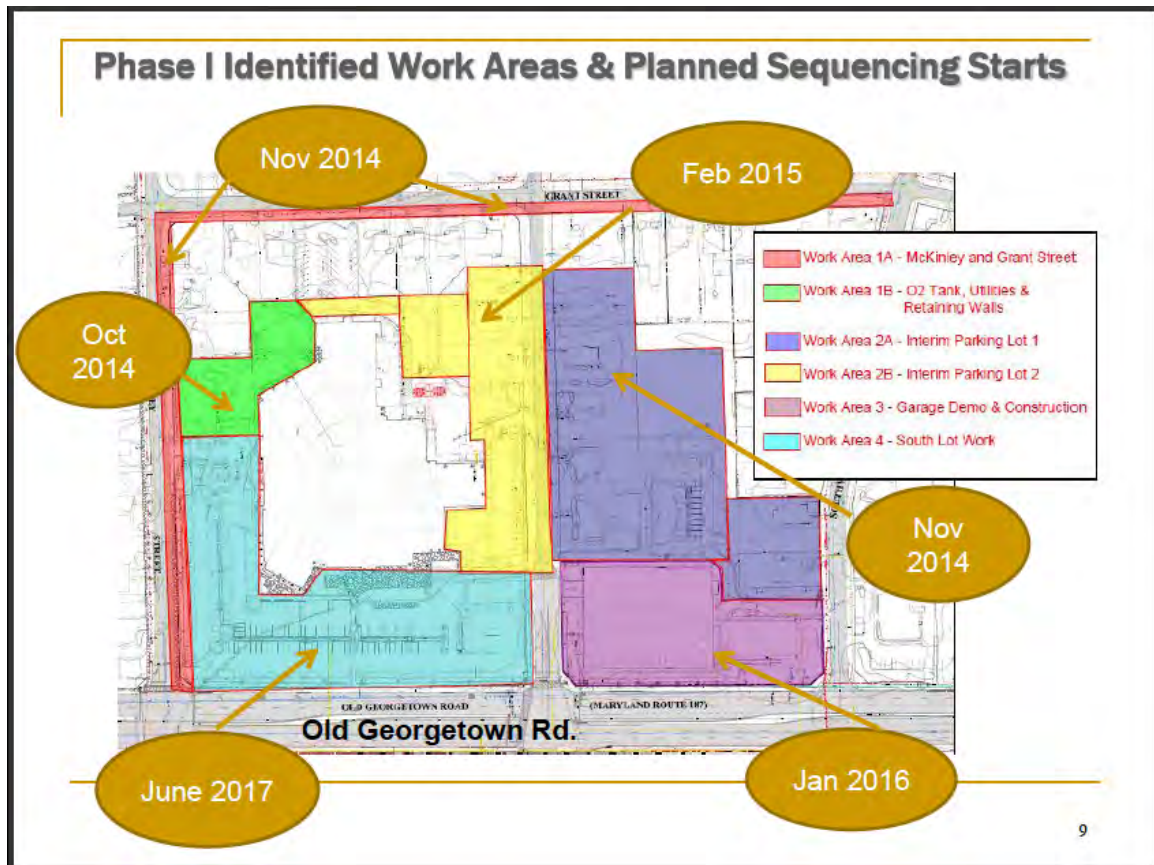 Phase I Identified Work Areas & Planned Sequencing Starts
Nov 2014
Feb 2015
GRANT STREET
Work Area 1A - McKinley and Grant Street
Work Area 1B - O2 Tank, Utilities &
Retaining Walls
Work Area 2A - Interim Parking Lot 1
Work Area 2B - Interim Parking Lot 2
Work Area 3 - Garage Demo & Construction
Work Area 4 - South Lot Work
Oct
2014
Nov
2014
STREET
OLD GEORGETOWN ROAD
(MARYLAND ROUTE 187)
Old Georgetown Rd.
June 2017
Jan 2016
9